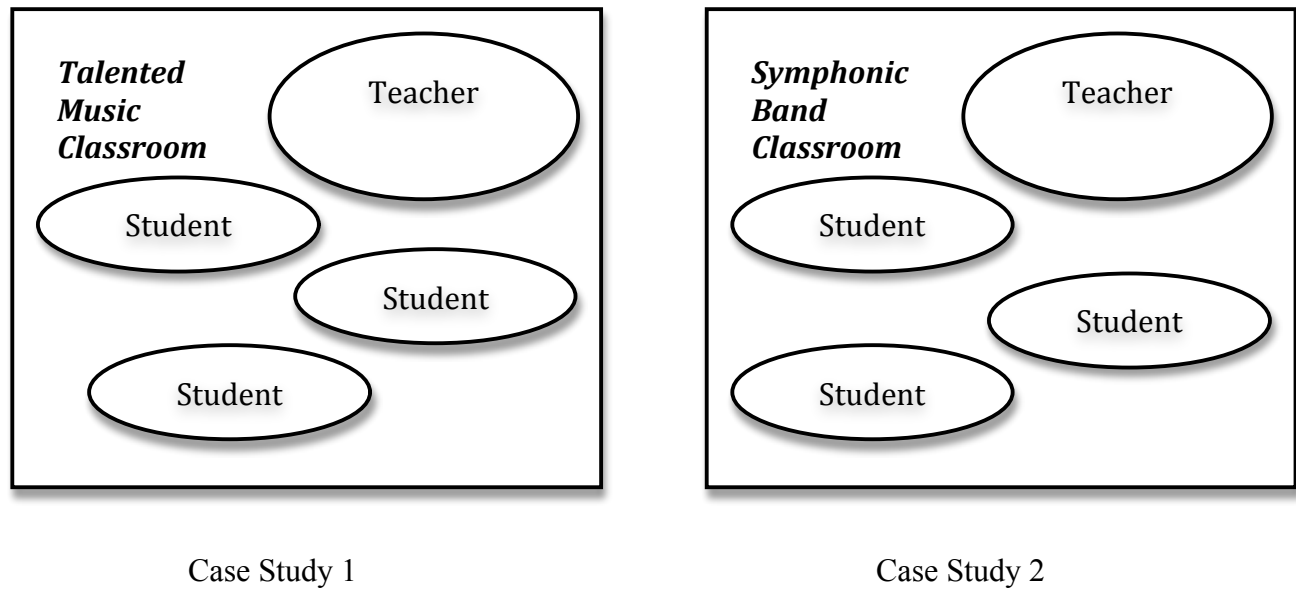 Talented
Music
Classroom
Teacher
Student
Student
Student
Symphonic
Band
Classroom
Teacher
Student
Student
Student
Case Study 1
Case Study 2